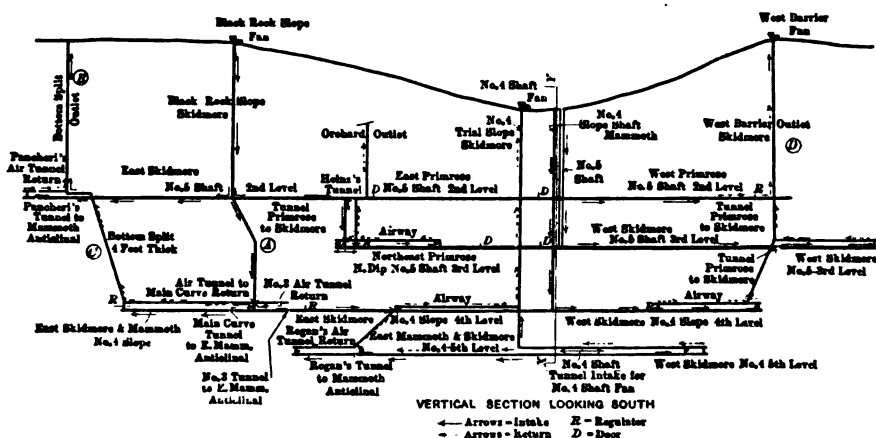 Black Rock Slope
Fan
West Barrier
Fan
No. 4 Shaft
Fan
Bottom Split
Outlet
B
Black Rock Slope
Skidmore
Orchard Outlet
No. 4
Trial Slope
Skidmore
No. 4
Slope Shaft
Mammoth
No. 5
Shaft
West Barrier Outlet
Skidmore
D
Puncheri's
Air Tunnel
Return
East Skidmore
No. 5 Shaft 2nd Level
Heinz's
Tunnel
D
East Primrose
No. 5 Shaft 2nd Level
D
West Primrose
No. 5 Shaft 2nd Level
R
Puncheri's
Tunnel to
Mammoth
Anticlinal
Bottom Split
4 Feet Thick
C
Tunnel
Primrose
to Skidmore
A
Airway
D
D
Northeast Primrose
N. Dip No. 5 Shaft 3rd Level
Tunnel
Primrose
to Skidmore
West Skidmore
No. 5 Shaft 3rd Level
Tunnel
Primrose
to Skidmore
West Skidmore
No. 5-3rd Level
Air Tunnel to
Main Curve Return
No. 3 Air Tunnel
Return
Airway
Airway
R
R
R
East Skidmore & Mammoth
No. 4 Slope
Main Curve
Tunnel
to E. Mamm.
Anticlinal
East Skidmore
No. 4 Slope 4th Level
West Skidmore No. 4 Slope 4th Level
Rogan's Air
Tunnel Return
East Mammoth & Skidmore
No. 4-5th Level
No. 3 Tunnel
to E. Mamm.
Anticlinal
Rogan's Tunnel
to Mammoth
Anticlinal
No. 4 Shaft
Tunnel Intake for
No. 4 Shaft Fan
West Skidmore No. 4 5th Level
VERTICAL SECTION LOOKING SOUTH
Arrows = Intake R = Regulator
Arrows = Return D = Door